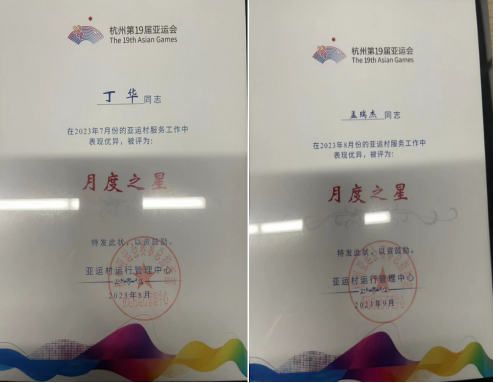 杭州第19届亚运会
The 19th Asian Games
丁华 同志
在2023年7月份的亚运村服务工作中
表现优异，被评为：
月度之星
特发此状，以资鼓励。
亚运村运行管理中心
2023年8月
杭州第19届亚运会
The 19th Asian Games
孟瑞杰 同志
在2023年8月份的亚运村服务工作中
表现优异，被评为：
月度之星
特发此状，以资鼓励。
亚运村运行管理中心
2023年9月